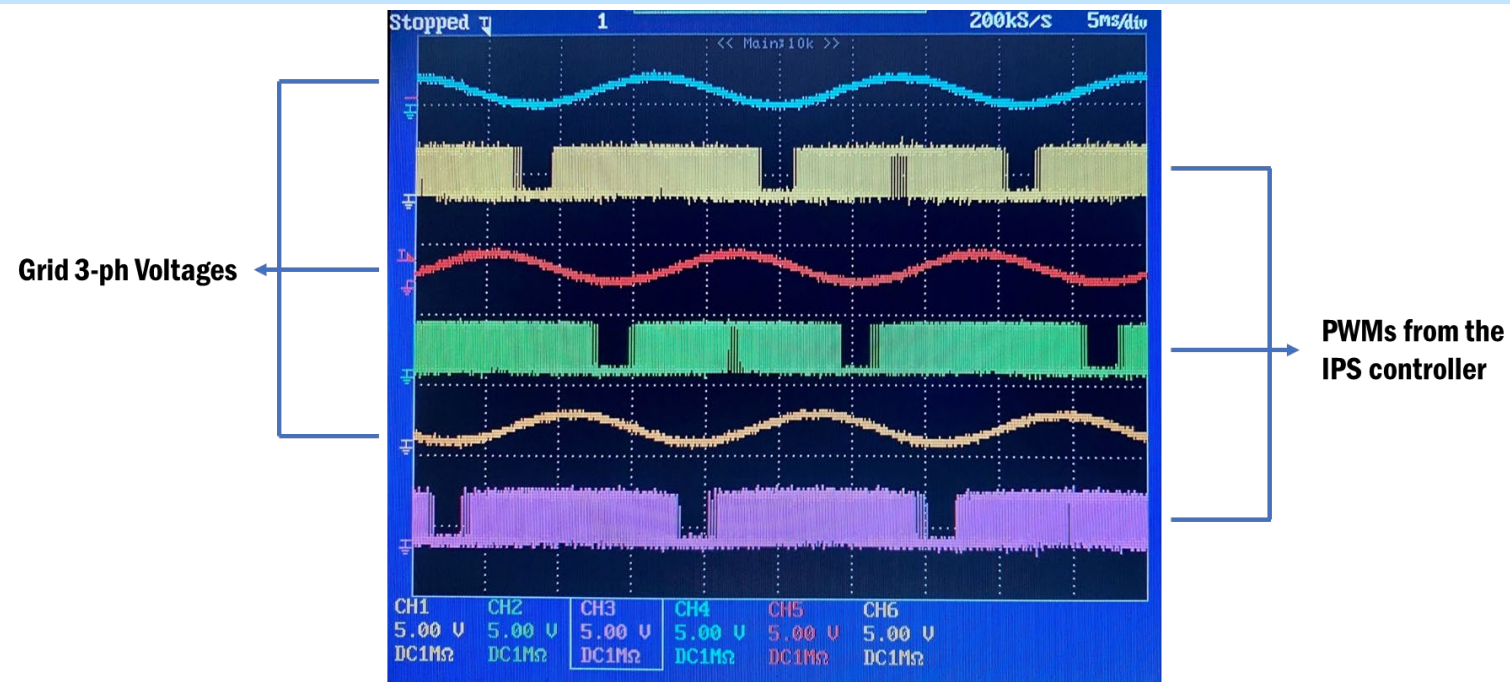 Stopped
1
200kS/s
5ms/div
<< Main:10k >>
Grid 3-ph Voltages
PWMs from the
IPS controller
CH1 CH2 CH3 CH4 CH5 CH6
5.00 V 5.00 V 5.00 V 5.00 V 5.00 V 5.00 V
DC1MΩ DC1MΩ DC1MΩ DC1MΩ DC1MΩ DC1MΩ